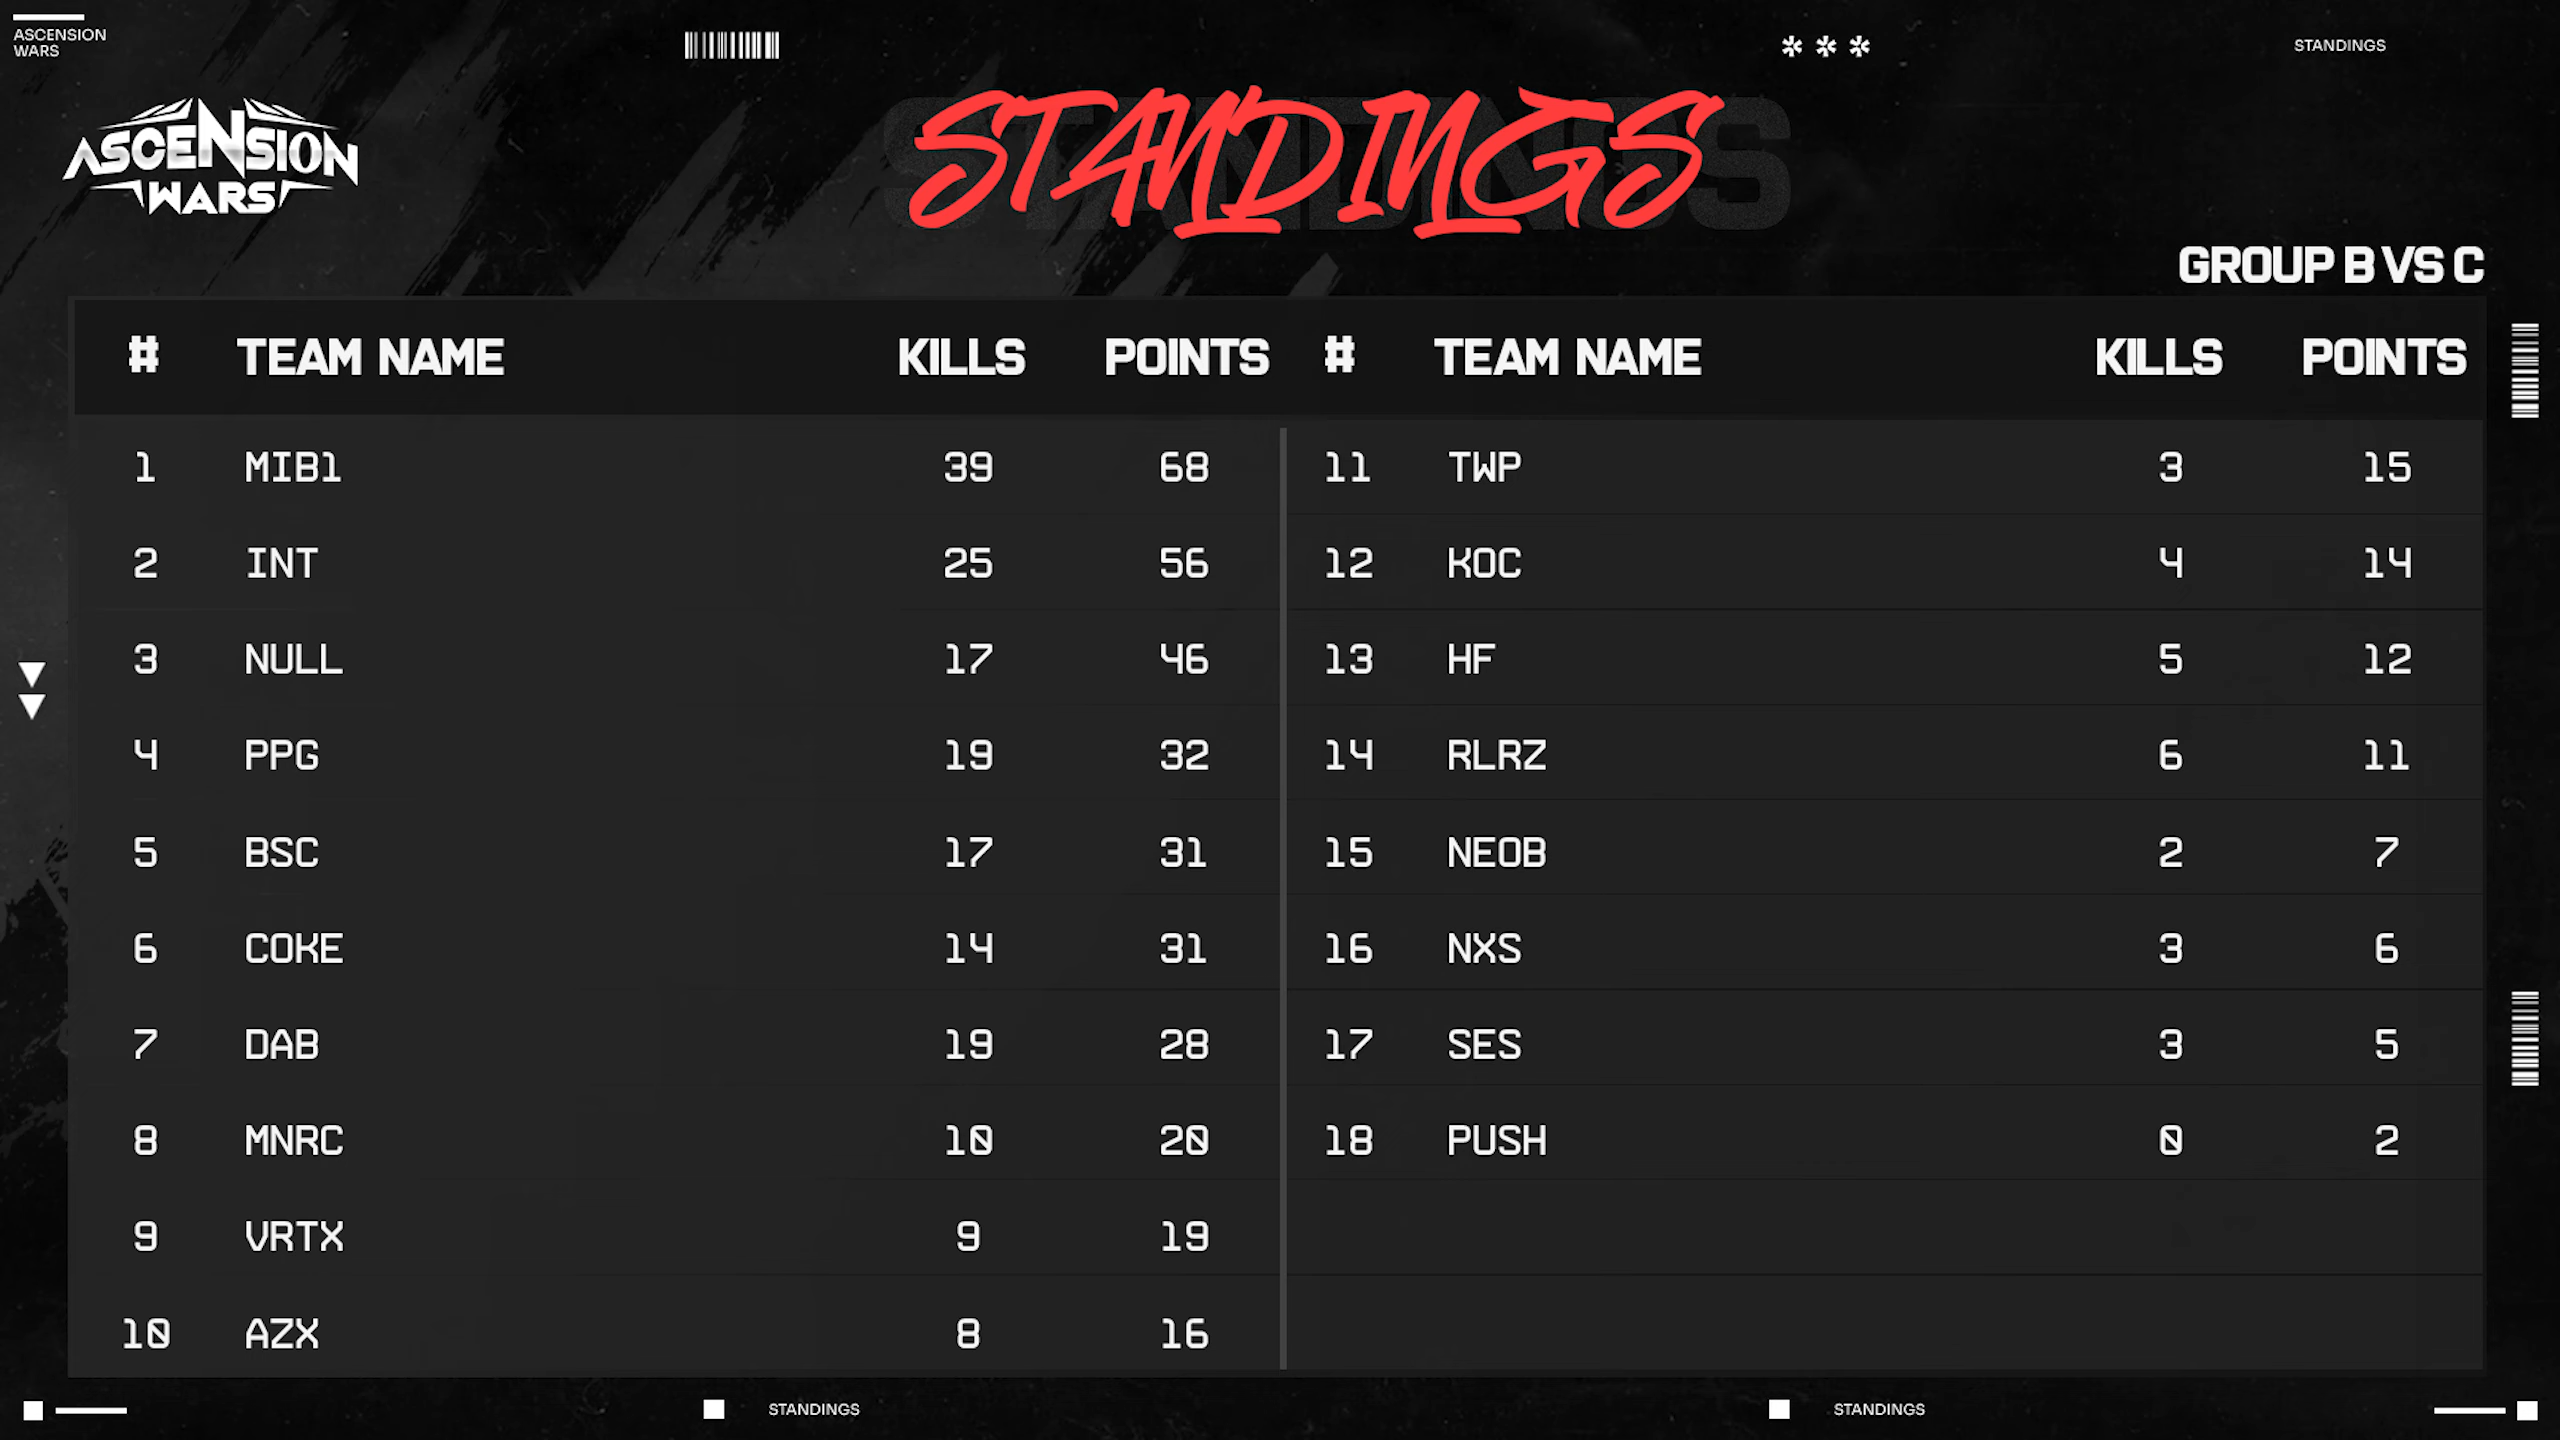 ASCENSION
WARS
* * *
STANDINGS
ASCENSION
WARS
STANDINGS
GROUP B VS C
# TEAM NAME KILLS POINTS # TEAM NAME KILLS POINTS
1 MIB1 39 68 11 TWP 3 15
2 INT 25 56 12 KOC 4 14
3 NULL 17 46 13 HF 5 12
4 PPG 19 32 14 RLRZ 6 11
5 BSC 17 31 15 NEOB 2 7
6 COKE 14 31 16 NXS 3 6
7 DAB 19 28 17 SES 3 5
8 MNRC 10 20 18 PUSH 0 2
9 VRTX 9 19
10 AZX 8 16
STANDINGS STANDINGS